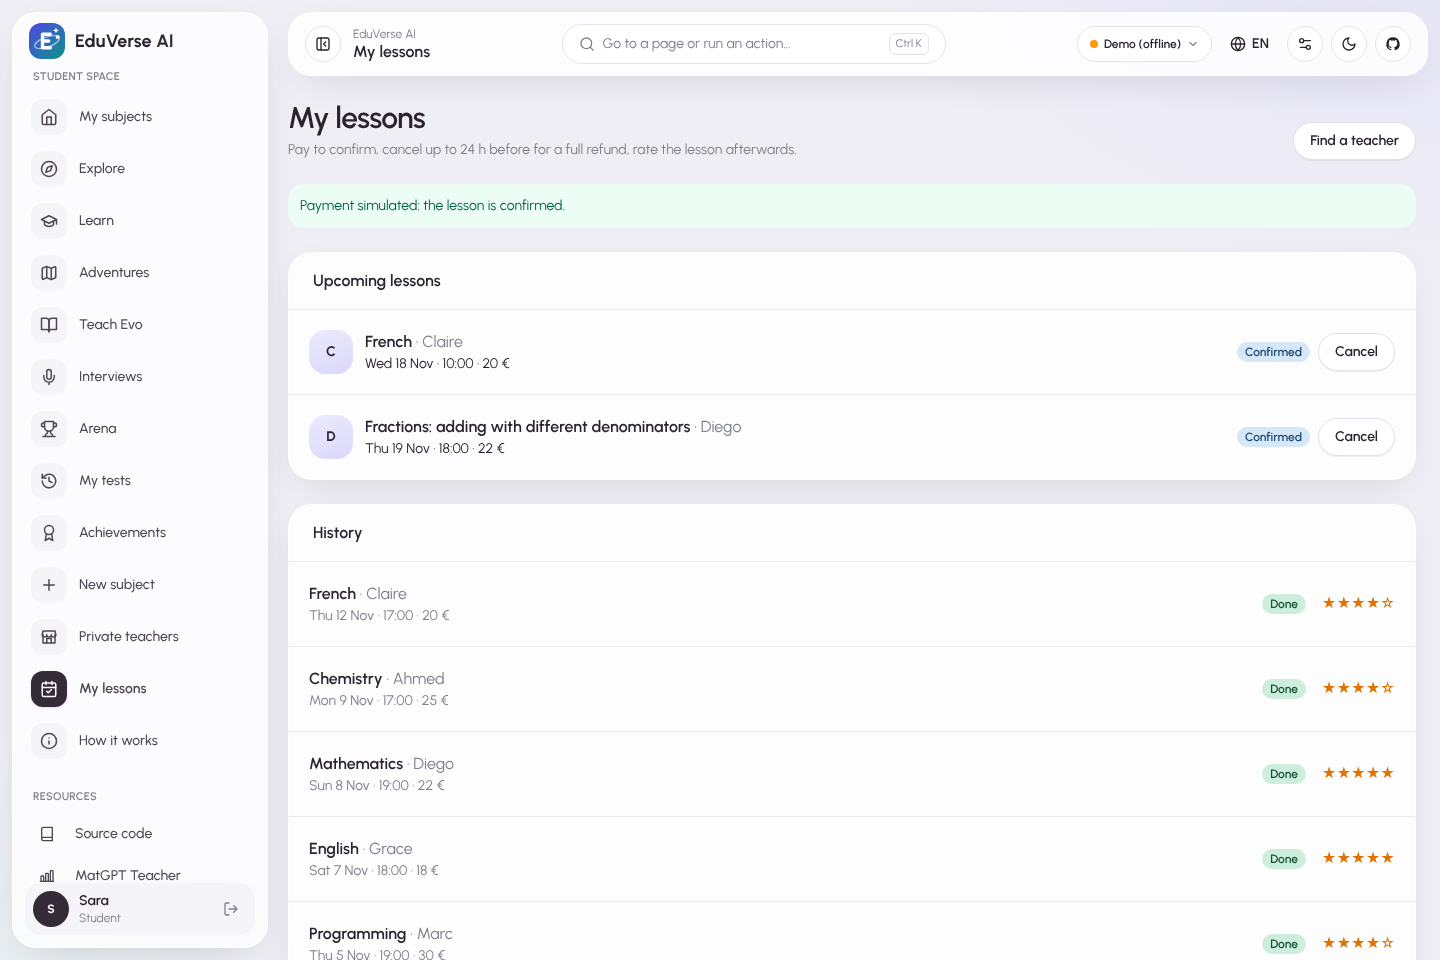 EduVerse AI
STUDENT SPACE
My subjects
Explore
Learn
Adventures
Teach Evo
Interviews
Arena
My tests
Achievements
New subject
Private teachers
My lessons
How it works
RESOURCES
Source code
MatGPT Teacher
S
Sara
Student
EduVerse AI
My lessons
Go to a page or run an action...
Ctrl K
Demo (offline)
EN
My lessons
Pay to confirm, cancel up to 24 h before for a full refund, rate the lesson afterwards.
Find a teacher
Payment simulated: the lesson is confirmed.
Upcoming lessons
C
French · Claire
Wed 18 Nov · 10:00 · 20 €
Confirmed
Cancel
D
Fractions: adding with different denominators · Diego
Thu 19 Nov · 18:00 · 22 €
Confirmed
Cancel
History
French · Claire
Thu 12 Nov · 17:00 · 20 €
Done
★★★★☆
Chemistry · Ahmed
Mon 9 Nov · 17:00 · 25 €
Done
★★★★☆
Mathematics · Diego
Sun 8 Nov · 19:00 · 22 €
Done
★★★★★
English · Grace
Sat 7 Nov · 18:00 · 18 €
Done
★★★★★
Programming · Marc
Thu 5 Nov · 19:00 · 30 €
Done
★★★★☆